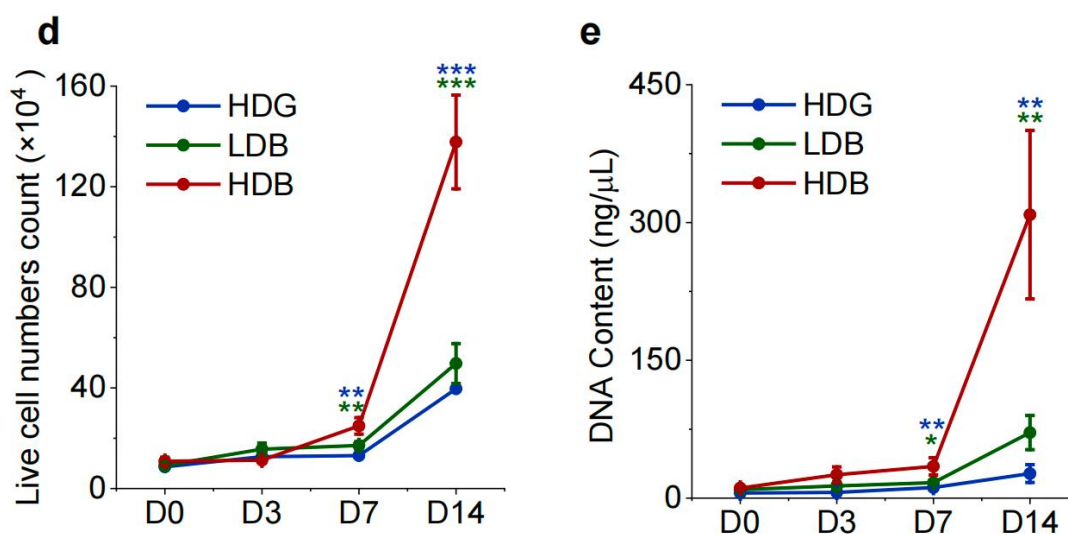 d
Live cell numbers count (×10⁴)
160
120
80
40
0
HDG
LDB
HDB
***
***
**
**
D0 D3 D7 D14
e
DNA Content (ng/μL)
450
300
150
0
HDG
LDB
HDB
**
**
**
*
D0 D3 D7 D14